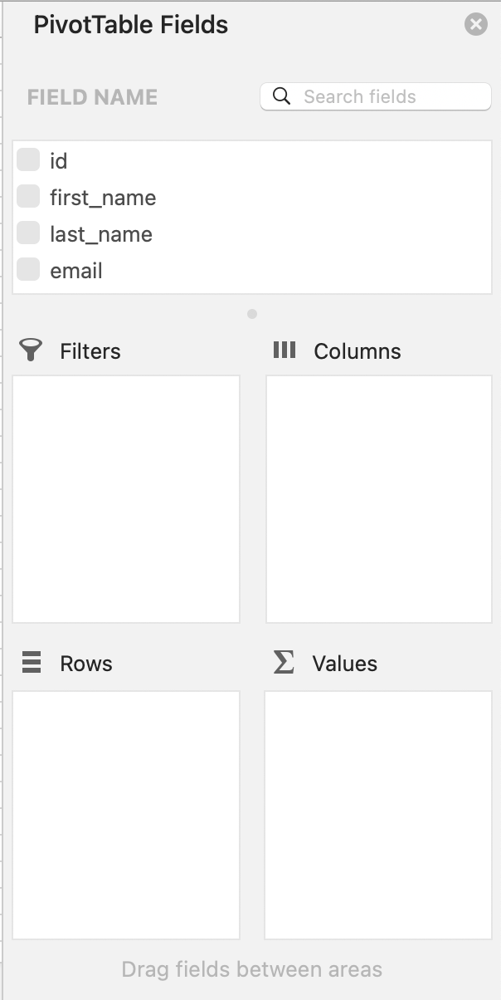 PivotTable Fields
FIELD NAME
Search fields
id
first_name
last_name
email
Filters
Columns
Rows
Σ Values
Drag fields between areas